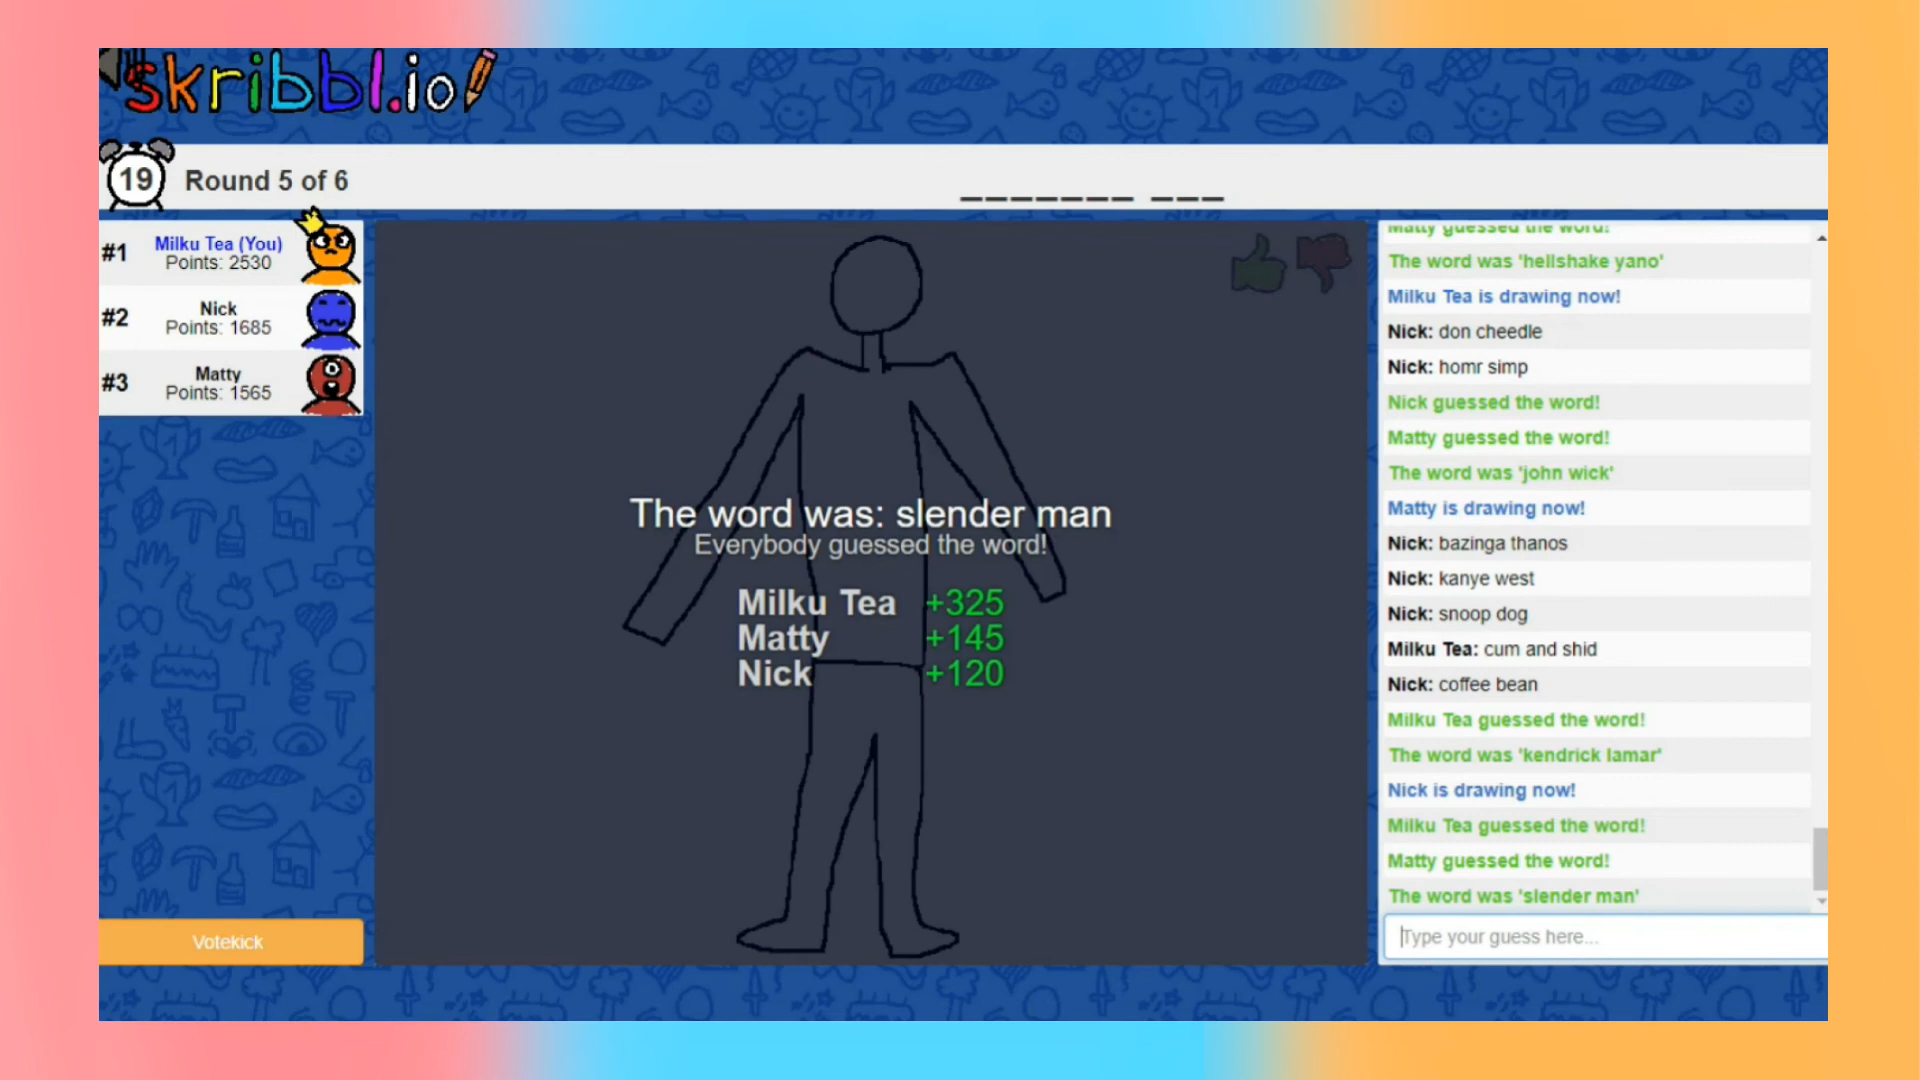 skribbl.io
19
Round 5 of 6
_______ ___
#1
Milku Tea (You)
Points: 2530
#2
Nick
Points: 1685
#3
Matty
Points: 1565
Votekick
The word was: slender man
Everybody guessed the word!
Milku Tea +325
Matty +145
Nick +120
Matty guessed the word!
The word was 'hellshake yano'
Milku Tea is drawing now!
Nick: don cheedle
Nick: homr simp
Nick guessed the word!
Matty guessed the word!
The word was 'john wick'
Matty is drawing now!
Nick: bazinga thanos
Nick: kanye west
Nick: snoop dog
Milku Tea: cum and shid
Nick: coffee bean
Milku Tea guessed the word!
The word was 'kendrick lamar'
Nick is drawing now!
Milku Tea guessed the word!
Matty guessed the word!
The word was 'slender man'
Type your guess here...